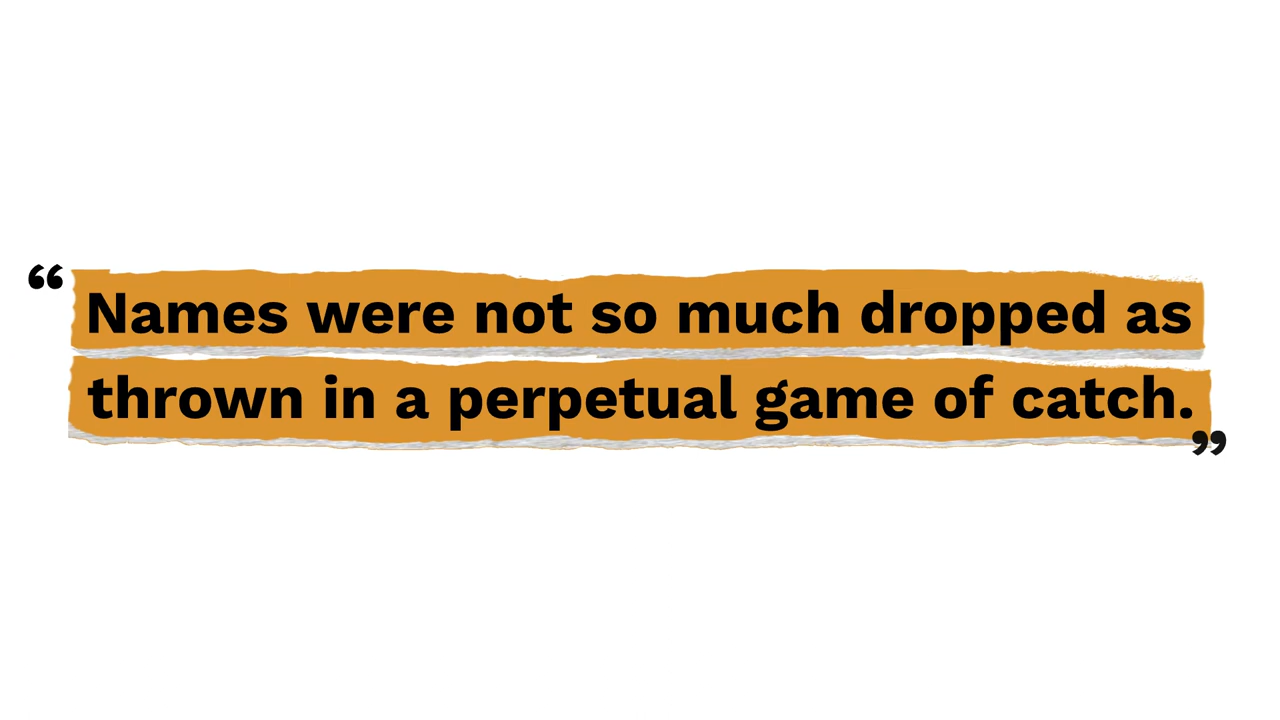 “Names were not so much dropped as
thrown in a perpetual game of catch.”